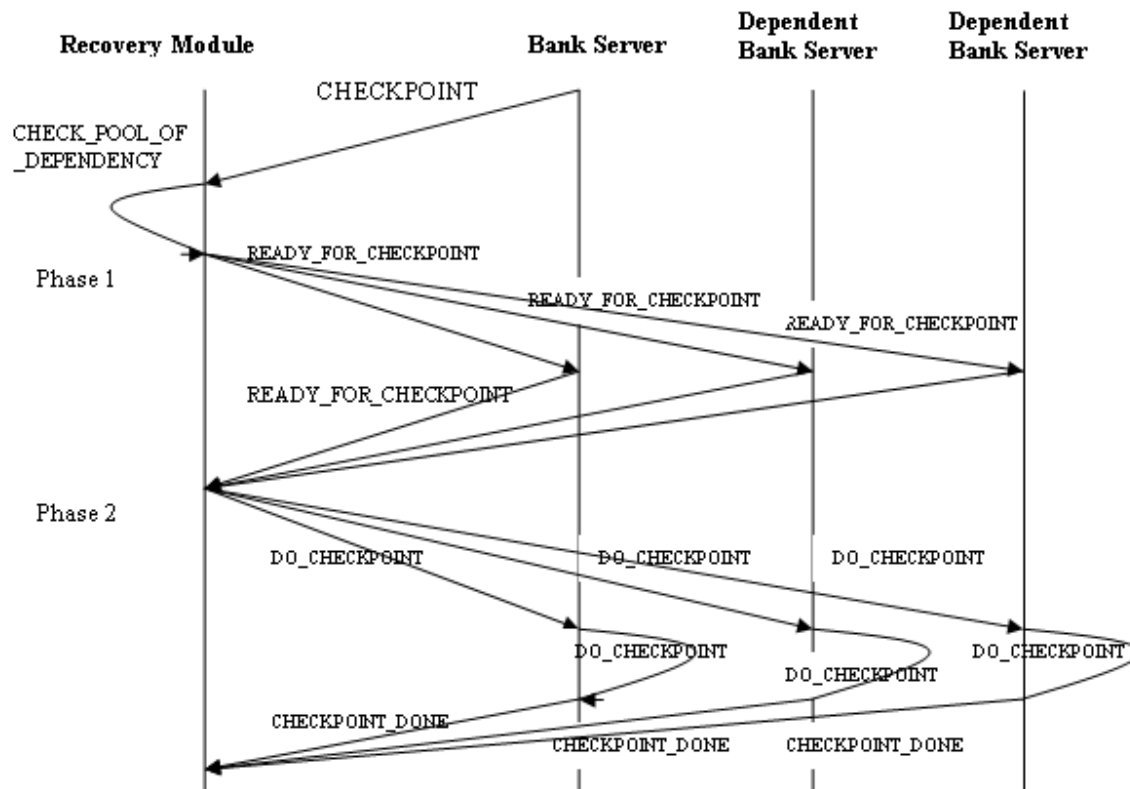 Recovery Module
Bank Server
Dependent
Bank Server
Dependent
Bank Server
CHECKPOINT
CHECK_POOL_OF
_DEPENDENCY
READY_FOR_CHECKPOINT
Phase 1
READY_FOR_CHECKPOINT
READY_FOR_CHECKPOINT
READY_FOR_CHECKPOINT
Phase 2
DO_CHECKPOINT
DO_CHECKPOINT
DO_CHECKPOINT
DO_CHECKPOINT
DO_CHECKPOINT
DO_CHECKPOINT
CHECKPOINT_DONE
CHECKPOINT_DONE
CHECKPOINT_DONE